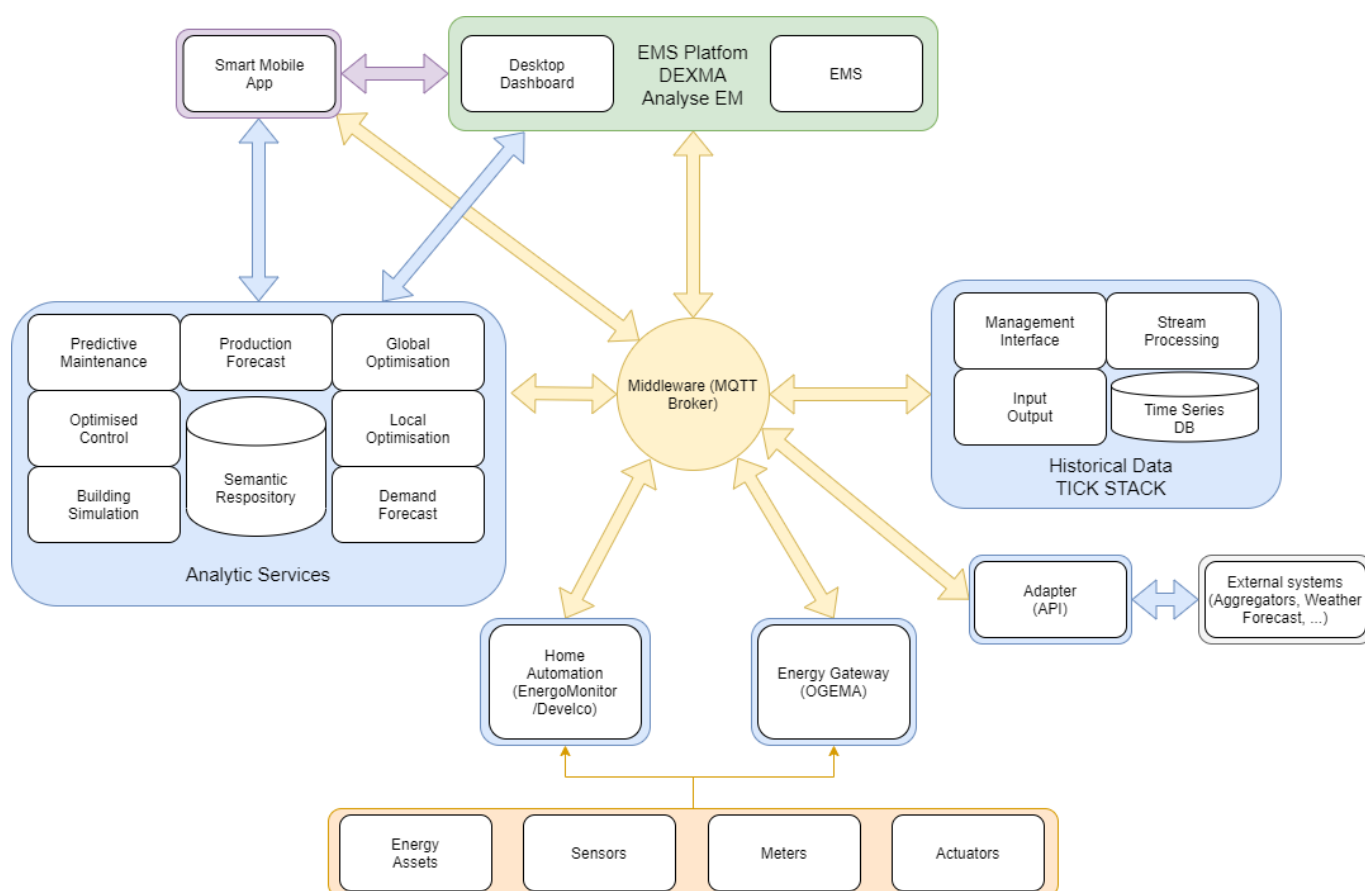 Smart Mobile
App
Desktop
Dashboard
EMS Platfom
DEXMA
Analyse EM
EMS
Predictive
Maintenance
Production
Forecast
Global
Optimisation
Optimised
Control
Semantic
Respository
Local
Optimisation
Building
Simulation
Demand
Forecast
Analytic Services
Middleware (MQTT
Broker)
Management
Interface
Stream
Processing
Input
Output
Time Series
DB
Historical Data
TICK STACK
Adapter
(API)
External systems
(Aggregators, Weather
Forecast, ...)
Home
Automation
(EnergoMonitor
/Develco)
Energy Gateway
(OGEMA)
Energy
Assets
Sensors
Meters
Actuators